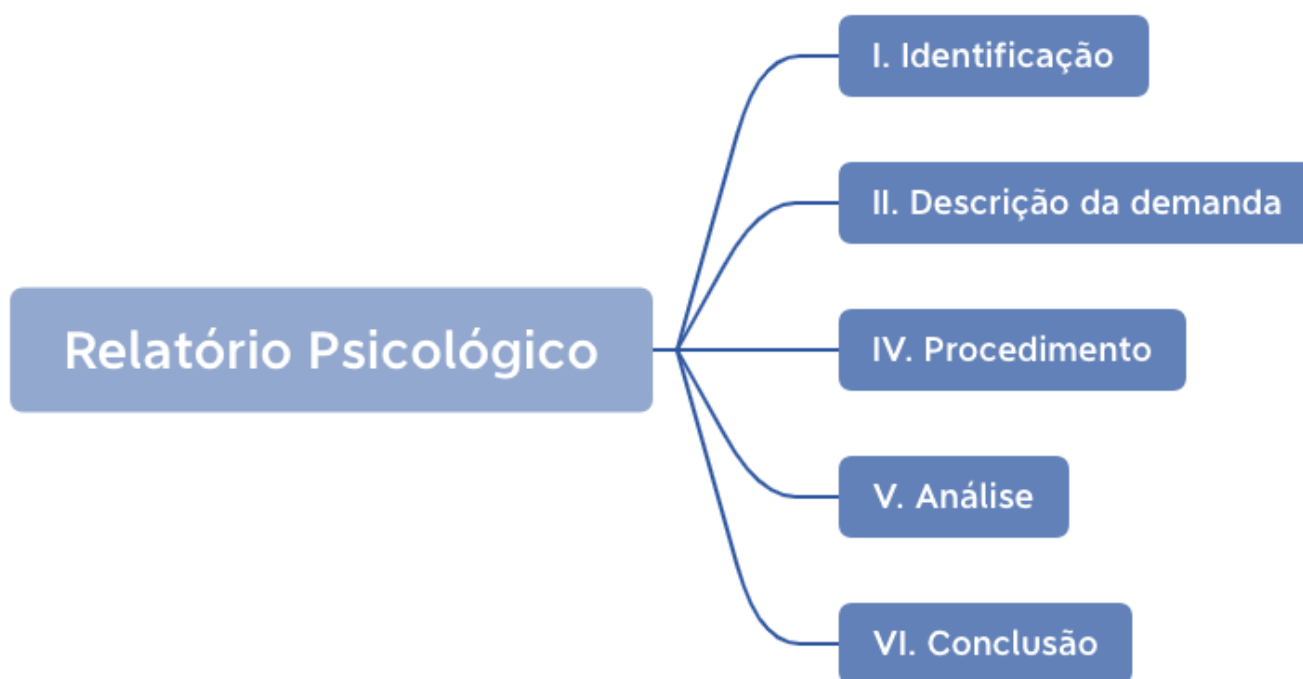 I. Identificação
II. Descrição da demanda
Relatório Psicológico
IV. Procedimento
V. Análise
VI. Conclusão